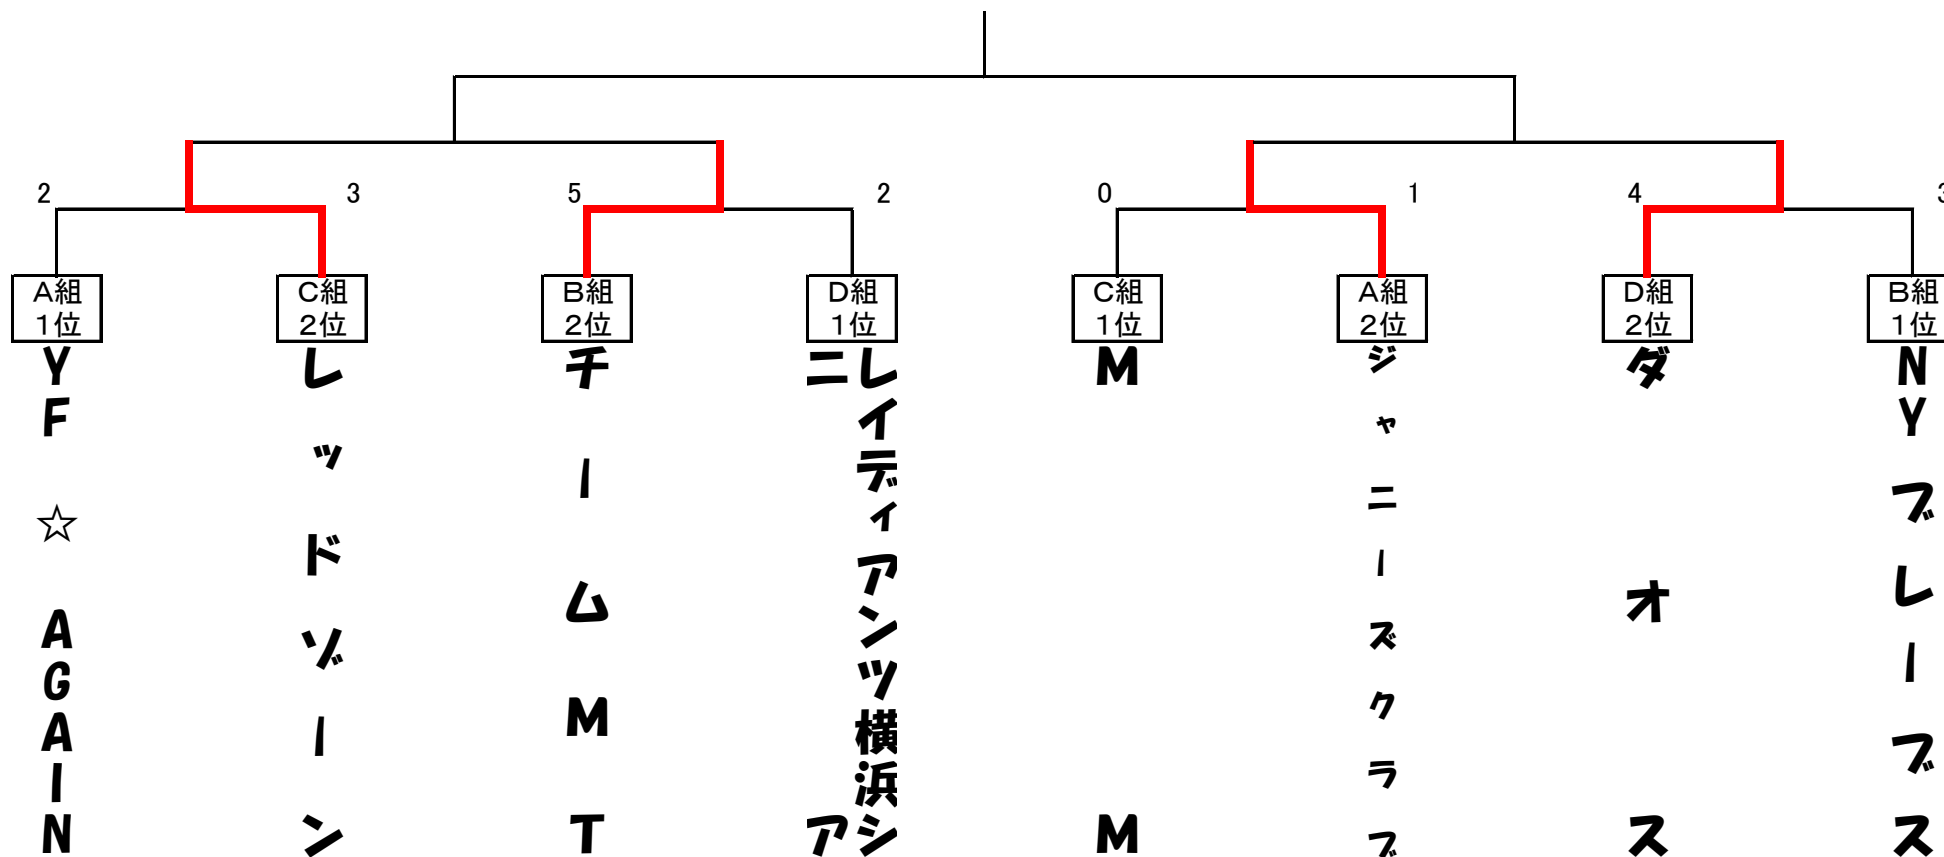 2 3 5 2 0 1 4 3
A組 C組 B組 D組 C組 A組 D組 B組
1位 2位 2位 1位 1位 2位 2位 1位
YF ☆ AGAIN
レッドゾーン
チームMT
レイディアンツ横浜シ
ニア
MM
ジャニーズクラブ
ダオス
NYブレーブス